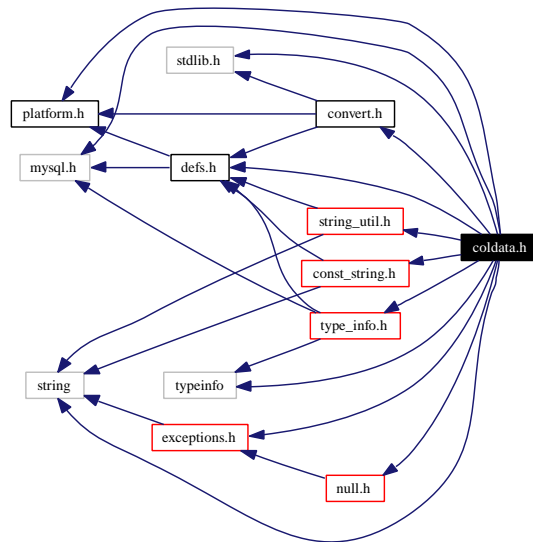 stdlib.h
platform.h
convert.h
mysql.h
defs.h
string_util.h
coldata.h
const_string.h
type_info.h
string
typeinfo
exceptions.h
null.h